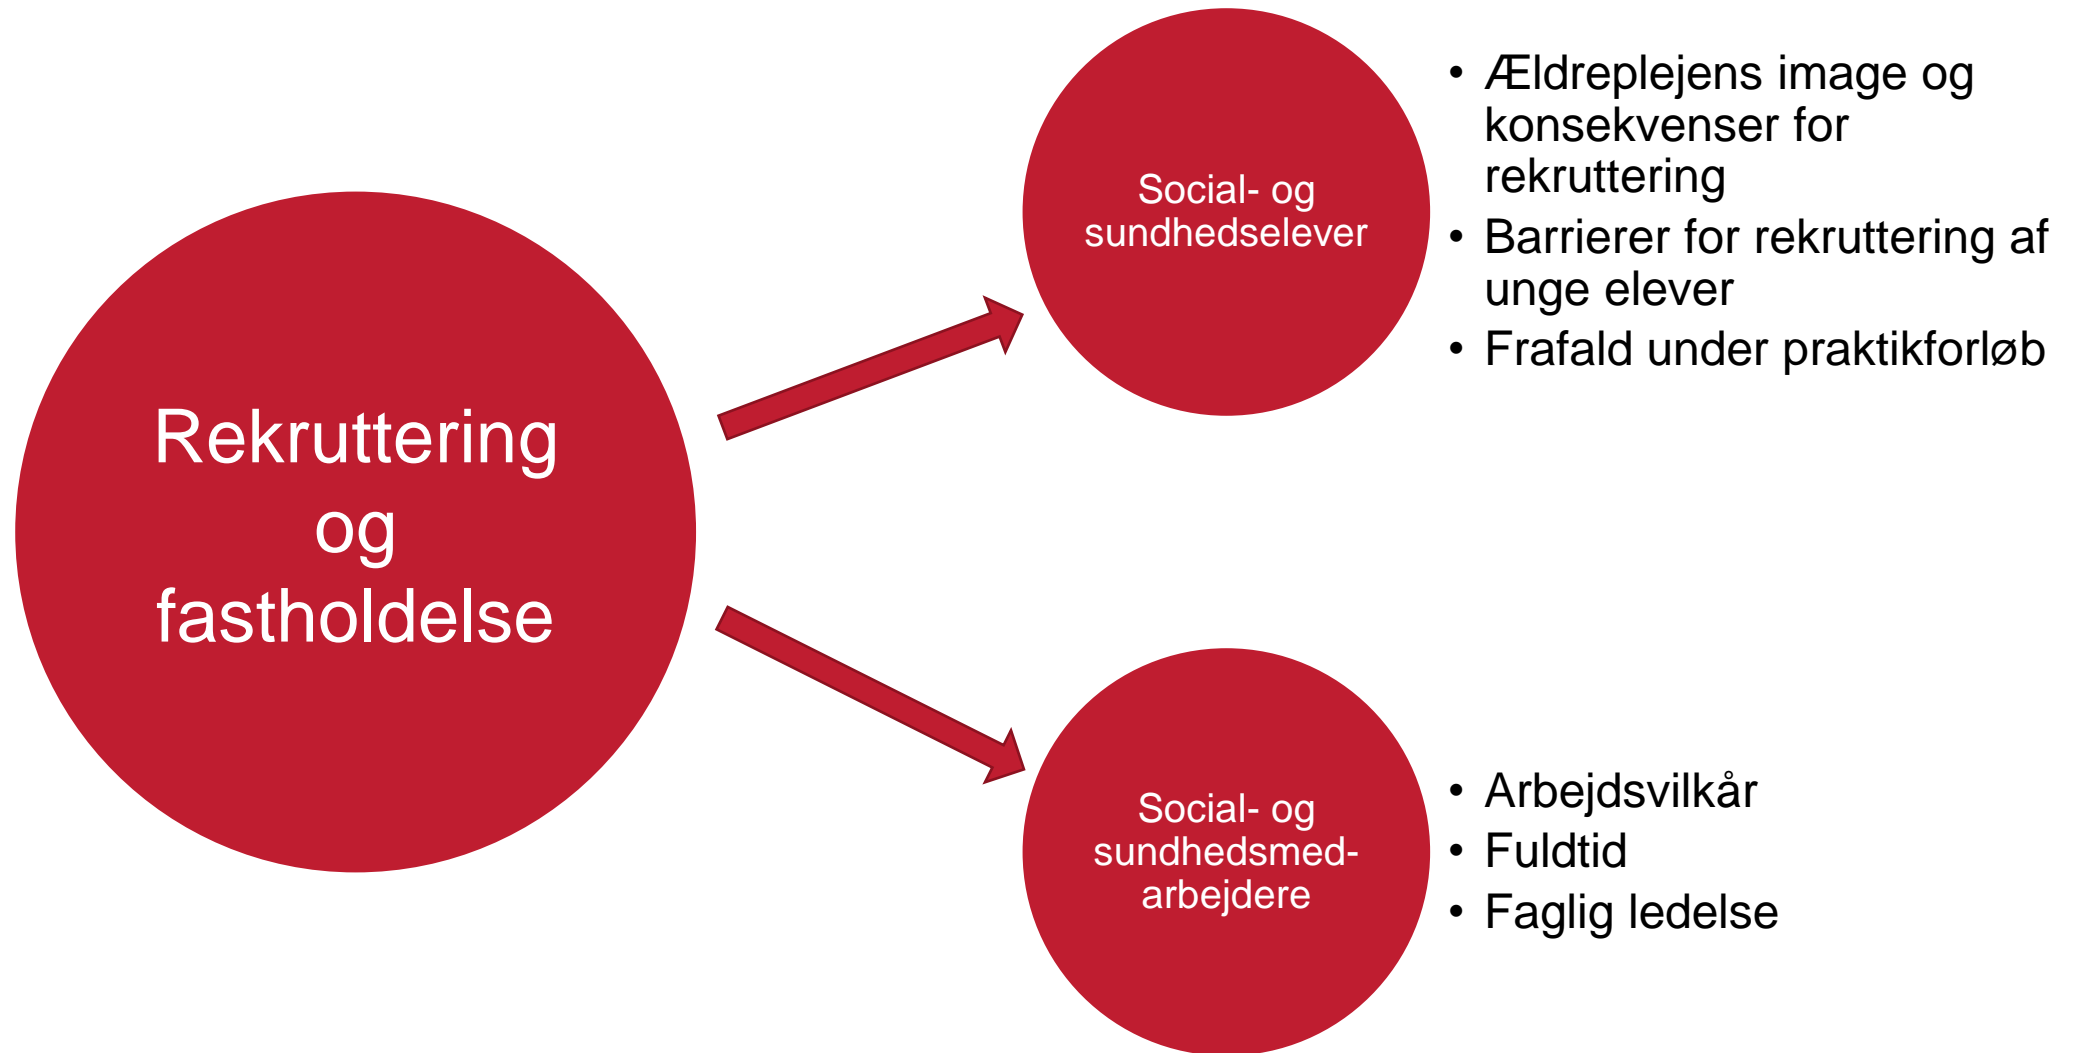 Rekruttering
og
fastholdelse
Social- og
sundhedselever
• Ældreplejens image og
konsekvenser for
rekruttering
• Barrierer for rekruttering af
unge elever
• Frafald under praktikforløb
Social- og
sundhedsmed-
arbejdere
• Arbejdsvilkår
• Fuldtid
• Faglig ledelse